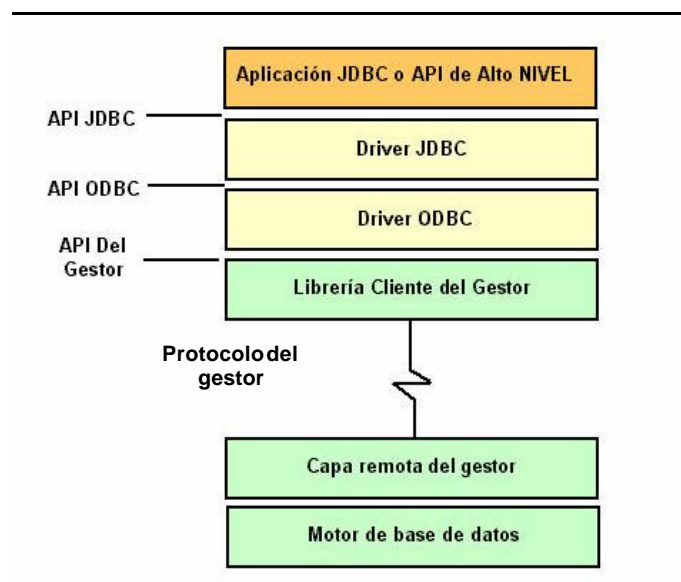 Aplicación JDBC o API de Alto NIVEL
API JDBC
Driver JDBC
API ODBC
Driver ODBC
API Del
Gestor
Librería Cliente del Gestor
Protocolo del
gestor
Capa remota del gestor
Motor de base de datos